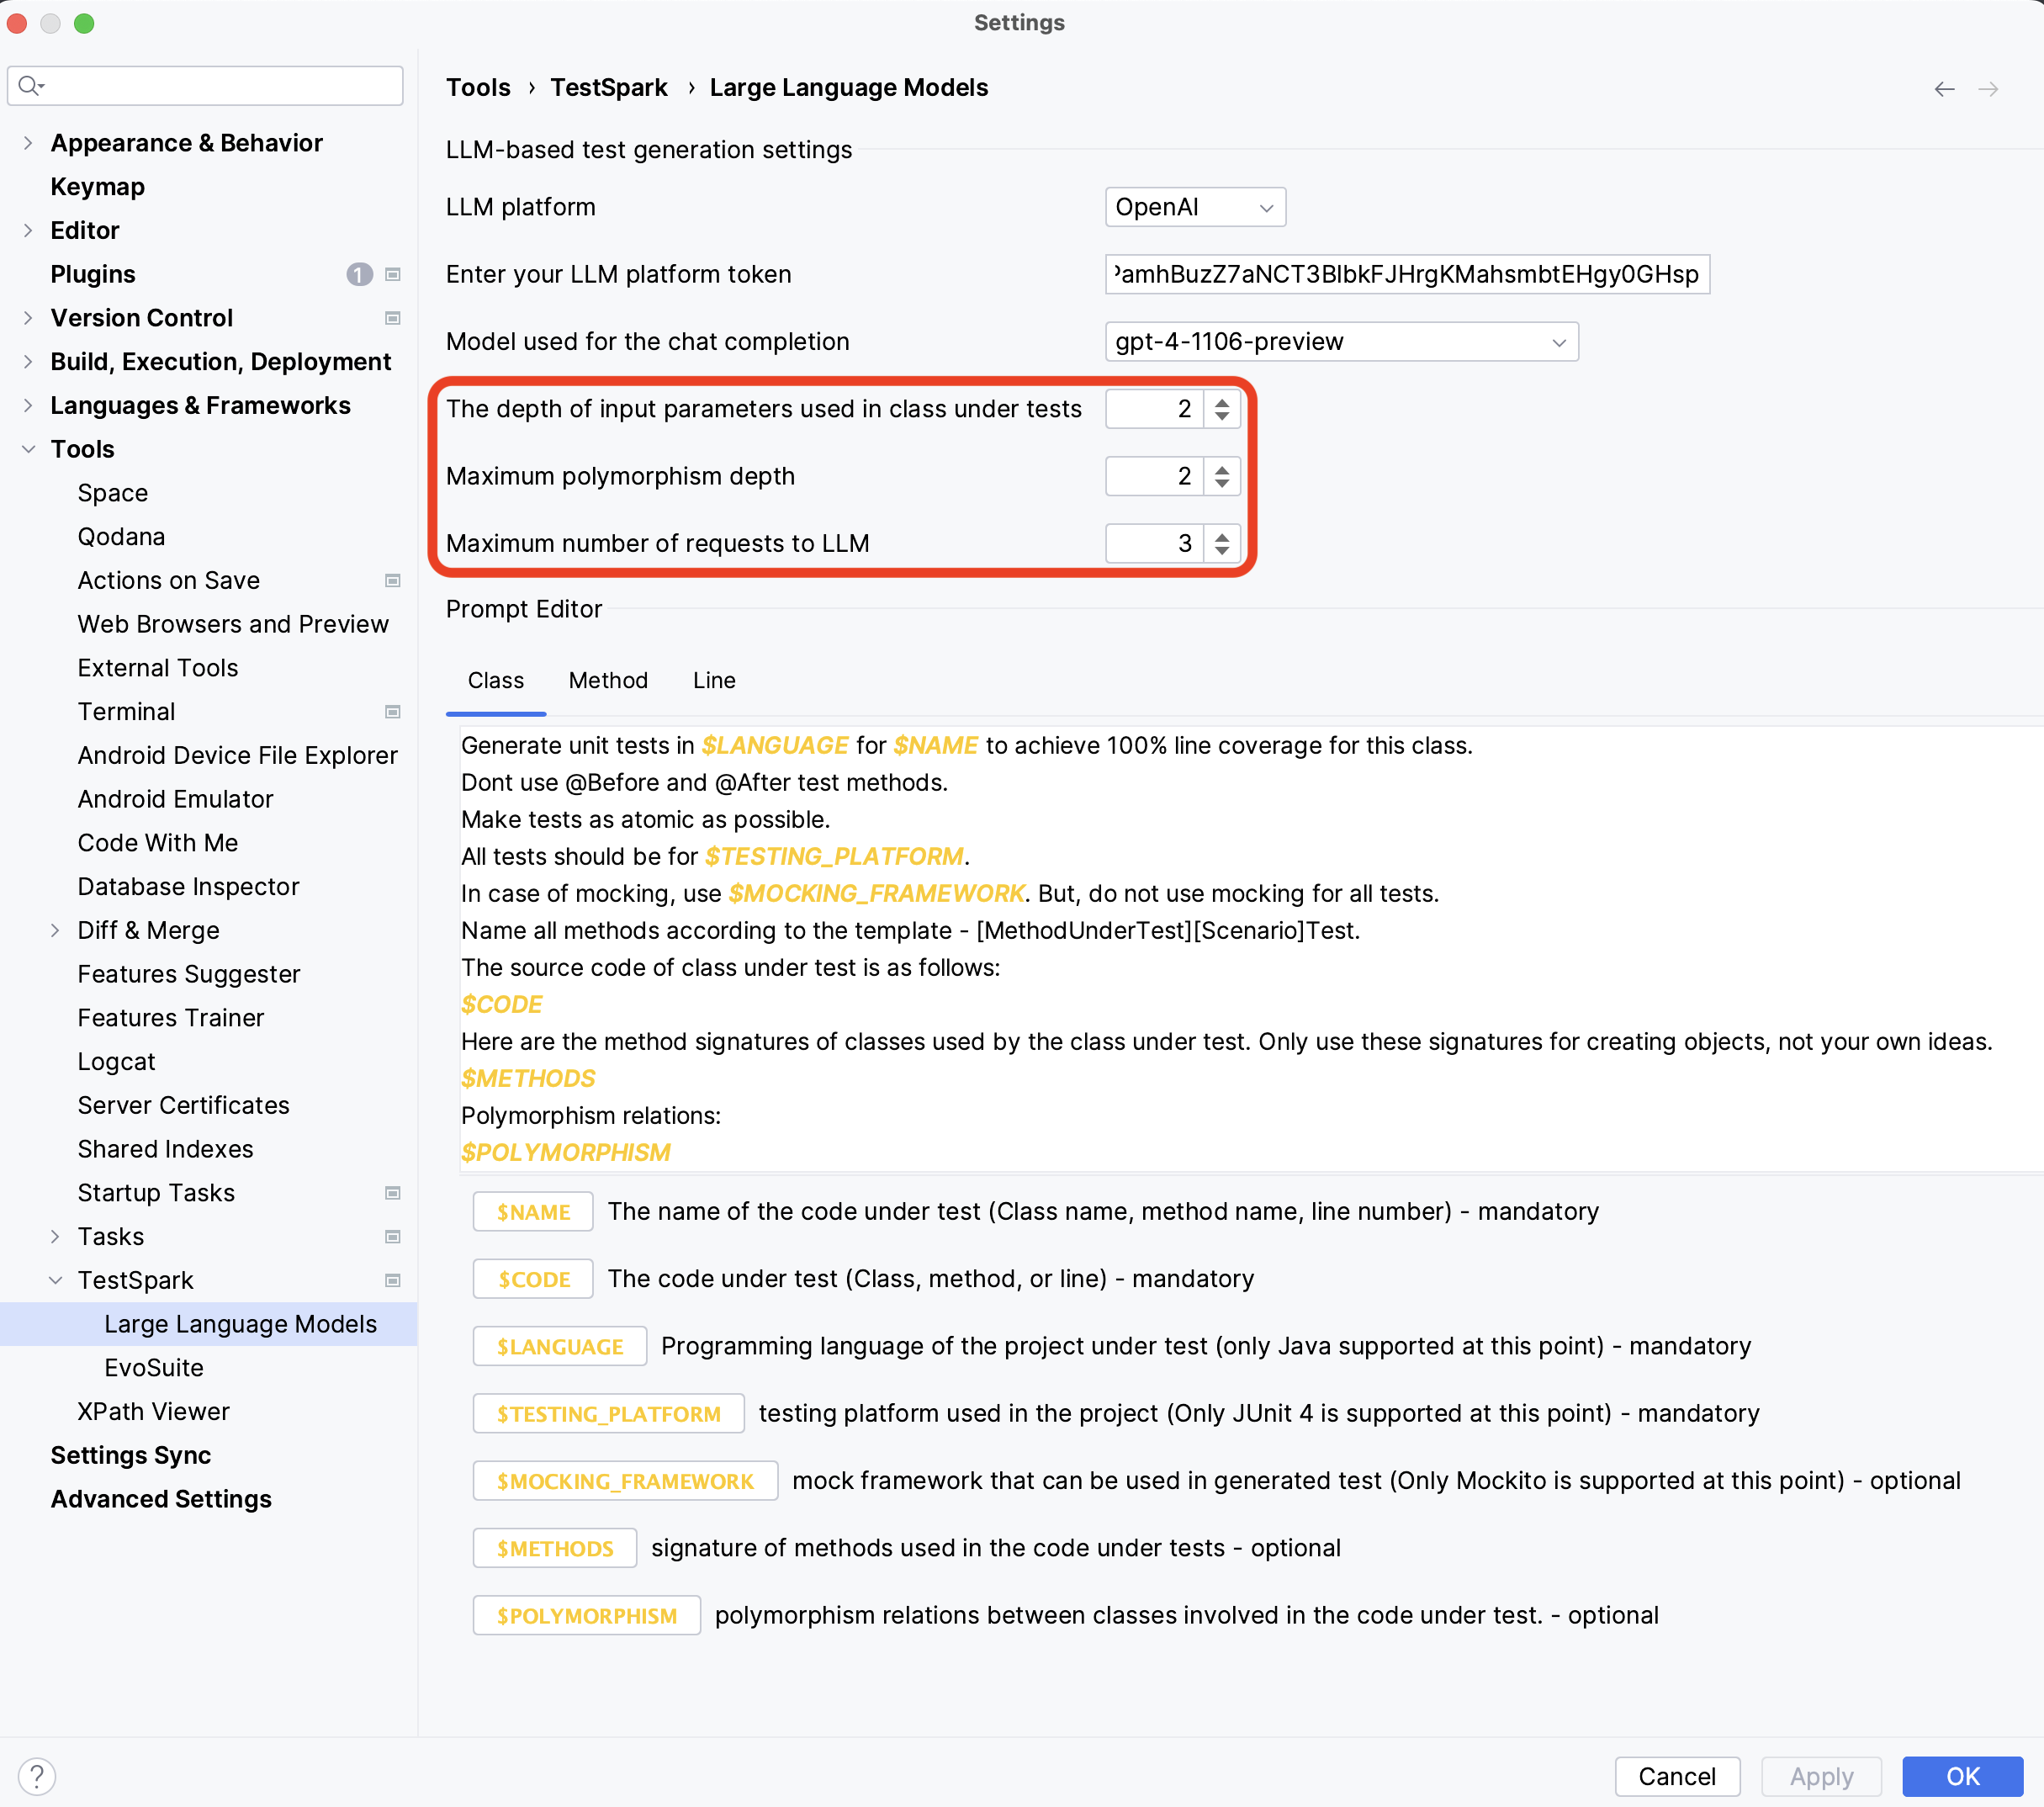 Settings
Tools › TestSpark › Large Language Models
Appearance & Behavior
Keymap
Editor
Plugins 1
Version Control
Build, Execution, Deployment
Languages & Frameworks
Tools
Space
Qodana
Actions on Save
Web Browsers and Preview
External Tools
Terminal
Android Device File Explorer
Android Emulator
Code With Me
Database Inspector
Diff & Merge
Features Suggester
Features Trainer
Logcat
Server Certificates
Shared Indexes
Startup Tasks
Tasks
TestSpark
Large Language Models
EvoSuite
XPath Viewer
Settings Sync
Advanced Settings
LLM-based test generation settings
LLM platform OpenAI
Enter your LLM platform token
Model used for the chat completion gpt-4-1106-preview
The depth of input parameters used in class under tests 2
Maximum polymorphism depth 2
Maximum number of requests to LLM 3
Prompt Editor
Class Method Line
Generate unit tests in $LANGUAGE for $NAME to achieve 100% line coverage for this class.
Dont use @Before and @After test methods.
Make tests as atomic as possible.
All tests should be for $TESTING_PLATFORM.
In case of mocking, use $MOCKING_FRAMEWORK. But, do not use mocking for all tests.
Name all methods according to the template - [MethodUnderTest][Scenario]Test.
The source code of class under test is as follows:
$CODE
Here are the method signatures of classes used by the class under test. Only use these signatures for creating objects, not your own ideas.
$METHODS
Polymorphism relations:
$POLYMORPHISM
$NAME The name of the code under test (Class name, method name, line number) - mandatory
$CODE The code under test (Class, method, or line) - mandatory
$LANGUAGE Programming language of the project under test (only Java supported at this point) - mandatory
$TESTING_PLATFORM testing platform used in the project (Only JUnit 4 is supported at this point) - mandatory
$MOCKING_FRAMEWORK mock framework that can be used in generated test (Only Mockito is supported at this point) - optional
$METHODS signature of methods used in the code under tests - optional
$POLYMORPHISM polymorphism relations between classes involved in the code under test. - optional
? Cancel Apply OK